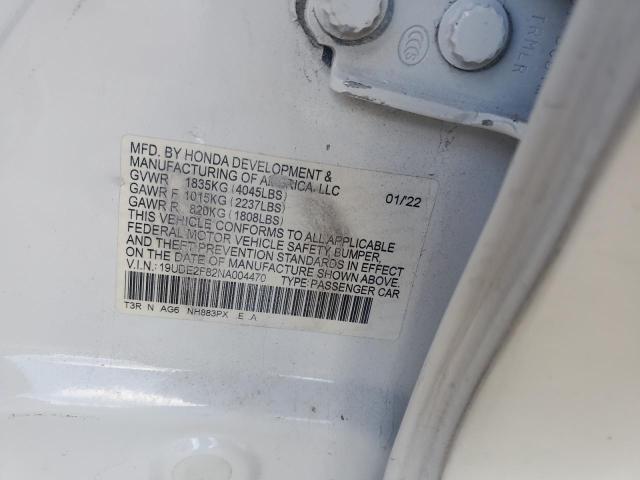 TRMLR
MFD. BY HONDA DEVELOPMENT &
MANUFACTURING OF AMERICA, LLC
GVWR 1835KG (4045LBS) 01/22
GAWR F 1015KG (2237LBS)
GAWR R 820KG (1808LBS)
THIS VEHICLE CONFORMS TO ALL APPLICABLE
FEDERAL MOTOR VEHICLE SAFETY, BUMPER,
AND THEFT PREVENTION STANDARDS IN EFFECT
ON THE DATE OF MANUFACTURE SHOWN ABOVE.
V.I.N.: 19UDE2F82NA004470 TYPE: PASSENGER CAR
T3R N AG6 NH883PX E A